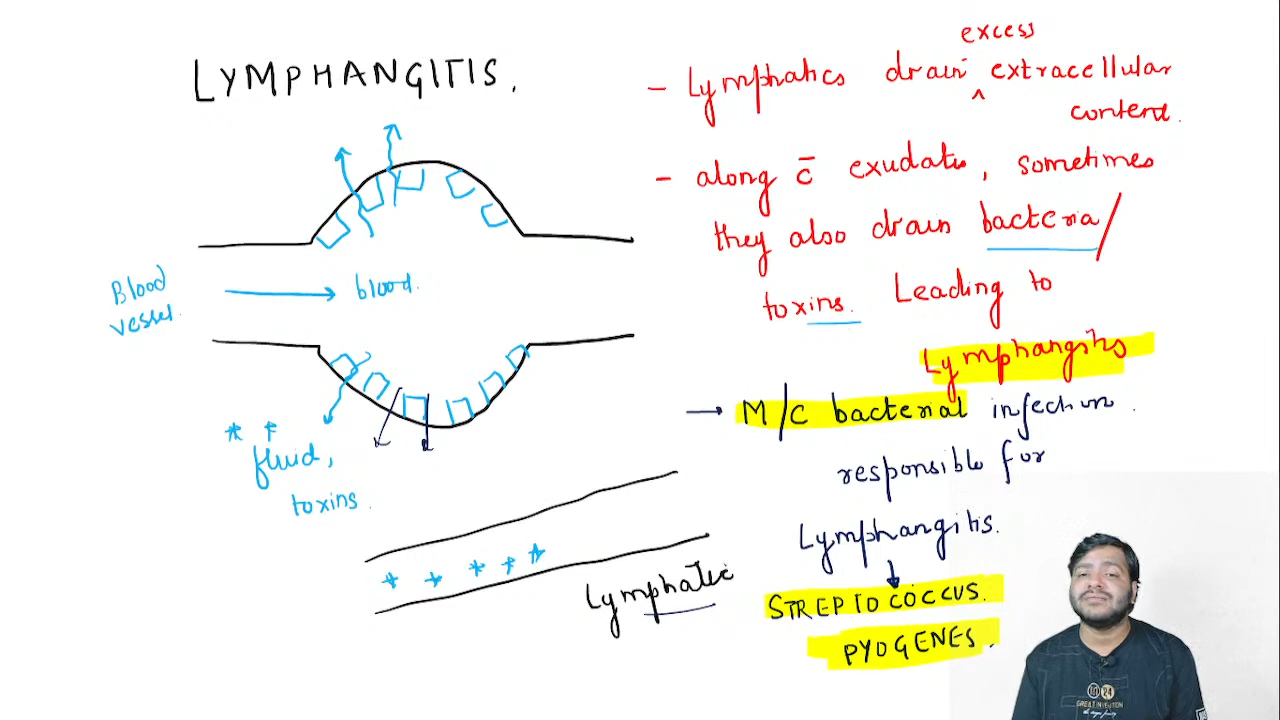 LYMPHANGITIS.
Blood
vessel.
blood.
* *
fluid,
toxins.
* * * * *
Lymphatic
excess
- Lymphatics drain ^ extracellular
content.
- along c̄ exudate, sometimes
they also drain bacteria/
toxins. Leading to
Lymphangitis
→ M/C bacterial infection.
responsible for
Lymphangitis.
↓
STREPTOCOCCUS.
PYOGENES.
24